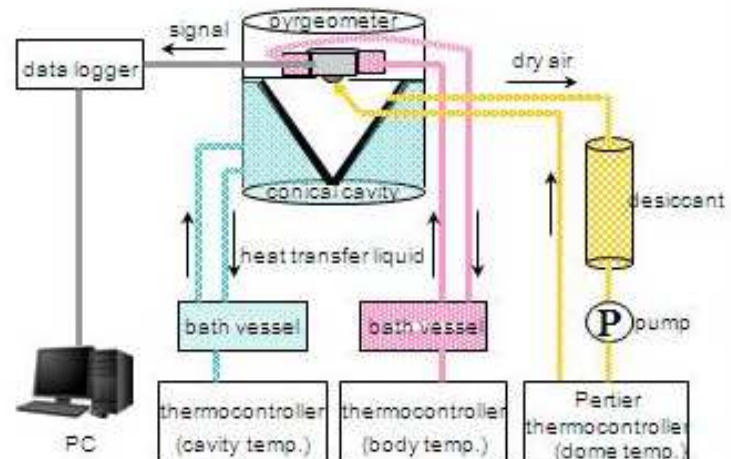 pyrgeometer
signal
data logger
dry air
desiccant
conical cavity
heat transfer liquid
bath vessel
bath vessel
P
pump
PC
thermocontroller
(cavity temp.)
thermocontroller
(body temp.)
Pertier
thermocontroller
(dome temp.)